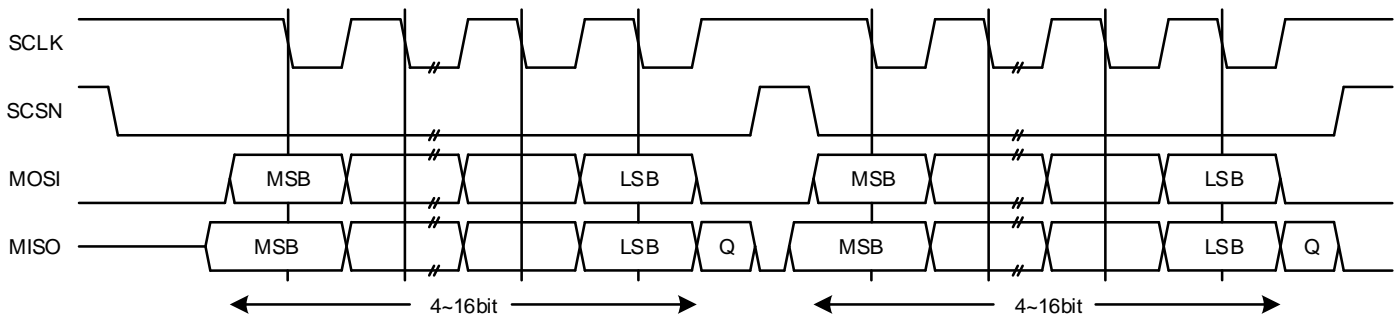 SCLK
SCSN
MOSI MSB LSB MSB LSB
MISO MSB LSB Q MSB LSB Q
4~16bit 4~16bit